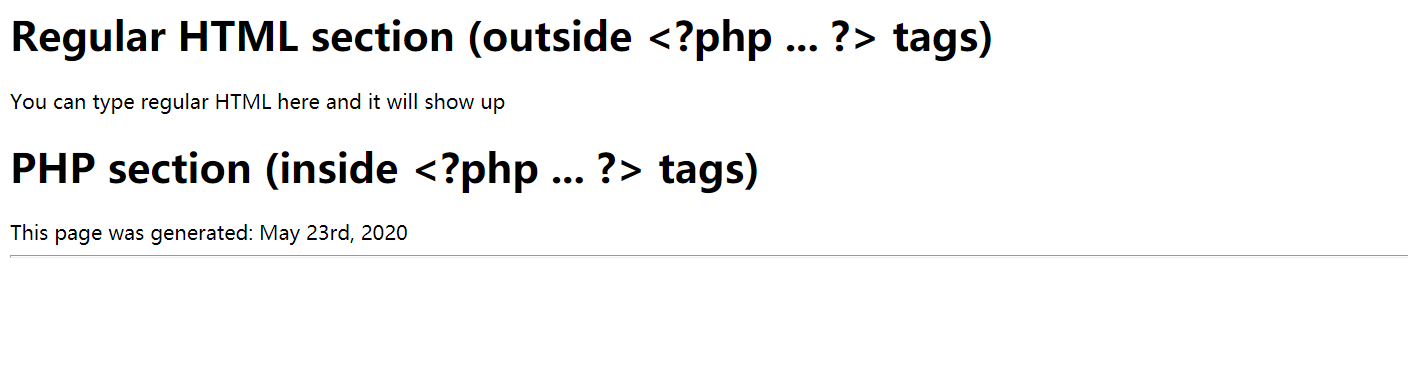 Regular HTML section (outside <?php ... ?> tags)
You can type regular HTML here and it will show up
PHP section (inside <?php ... ?> tags)
This page was generated: May 23rd, 2020